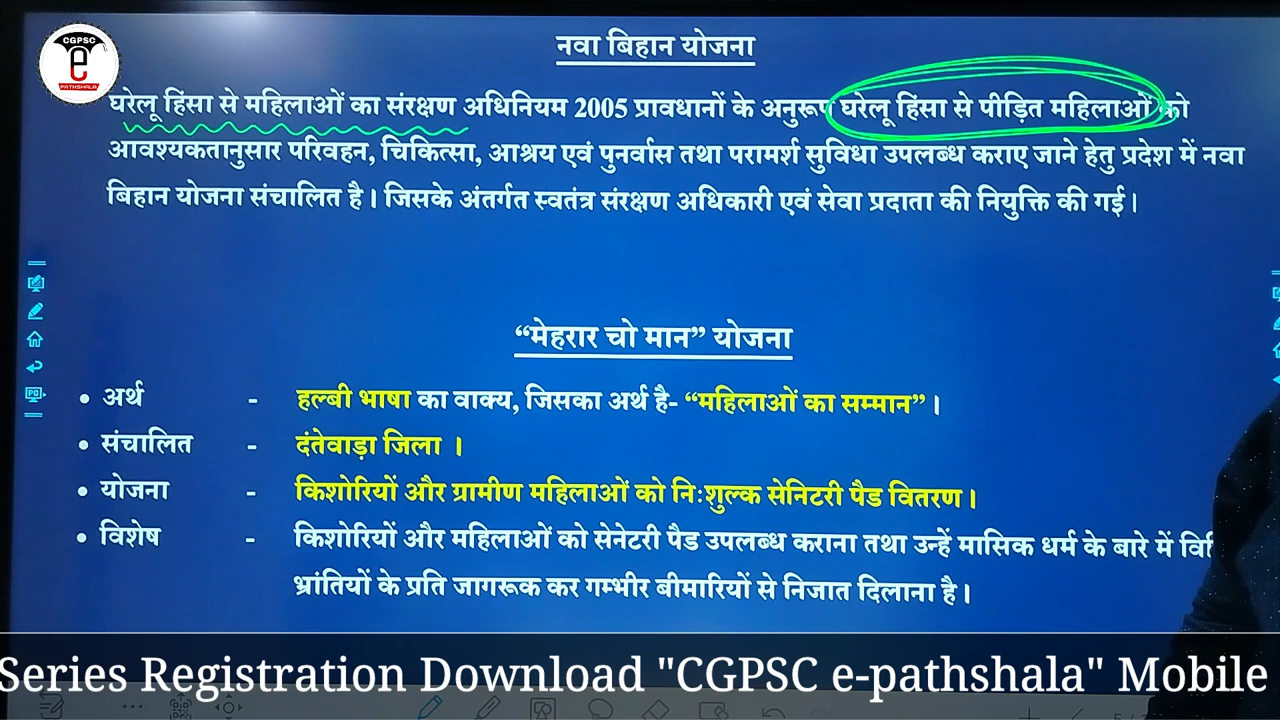 CGPSC
e
PATHSHALA
नवा बिहान योजना
घरेलू हिंसा से महिलाओं का संरक्षण अधिनियम 2005 प्रावधानों के अनुरूप घरेलू हिंसा से पीड़ित महिलाओं को
आवश्यकतानुसार परिवहन, चिकित्सा, आश्रय एवं पुनर्वास तथा परामर्श सुविधा उपलब्ध कराए जाने हेतु प्रदेश में नवा
बिहान योजना संचालित है। जिसके अंतर्गत स्वतंत्र संरक्षण अधिकारी एवं सेवा प्रदाता की नियुक्ति की गई।
“मेहरार चो मान” योजना
• अर्थ - हल्बी भाषा का वाक्य, जिसका अर्थ है- “महिलाओं का सम्मान”।
• संचालित - दंतेवाड़ा जिला ।
• योजना - किशोरियों और ग्रामीण महिलाओं को नि:शुल्क सेनिटरी पैड वितरण।
• विशेष - किशोरियों और महिलाओं को सेनेटरी पैड उपलब्ध कराना तथा उन्हें मासिक धर्म के बारे में
भ्रांतियों के प्रति जागरूक कर गम्भीर बीमारियों से निजात दिलाना है।
Series Registration Download "CGPSC e-pathshala" Mobile